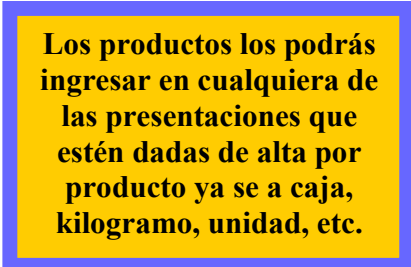 Los productos los podrás
ingresar en cualquiera de
las presentaciones que
estén dadas de alta por
producto ya se a caja,
kilogramo, unidad, etc.